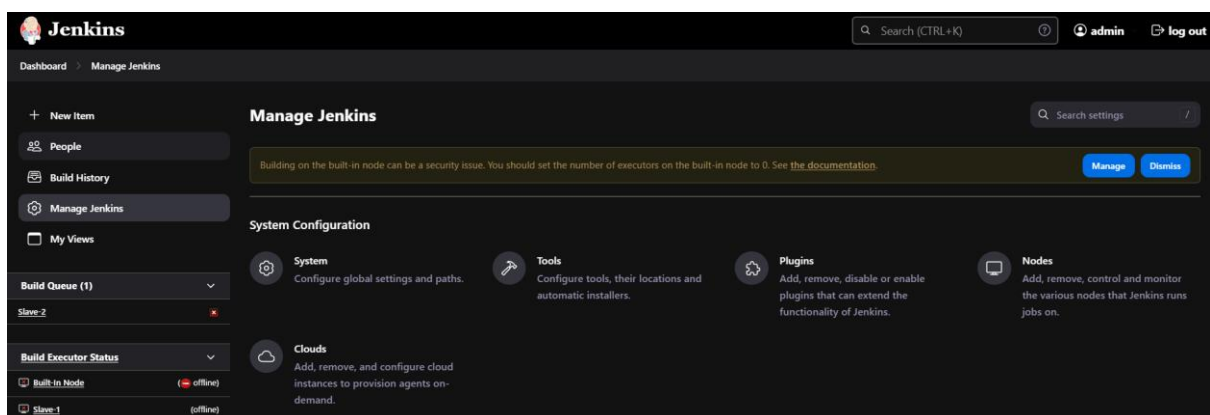 Jenkins
Search (CTRL+K)
admin
log out
Dashboard > Manage Jenkins
+ New Item
People
Build History
Manage Jenkins
My Views
Build Queue (1)
Slave-2
Build Executor Status
Built-In Node (offline)
Slave-1 (offline)
Manage Jenkins
Search settings /
Building on the built-in node can be a security issue. You should set the number of executors on the built-in node to 0. See the documentation.
Manage
Dismiss
System Configuration
System
Configure global settings and paths.
Tools
Configure tools, their locations and
automatic installers.
Plugins
Add, remove, disable or enable
plugins that can extend the
functionality of Jenkins.
Nodes
Add, remove, control and monitor
the various nodes that Jenkins runs
jobs on.
Clouds
Add, remove, and configure cloud
instances to provision agents on-
demand.